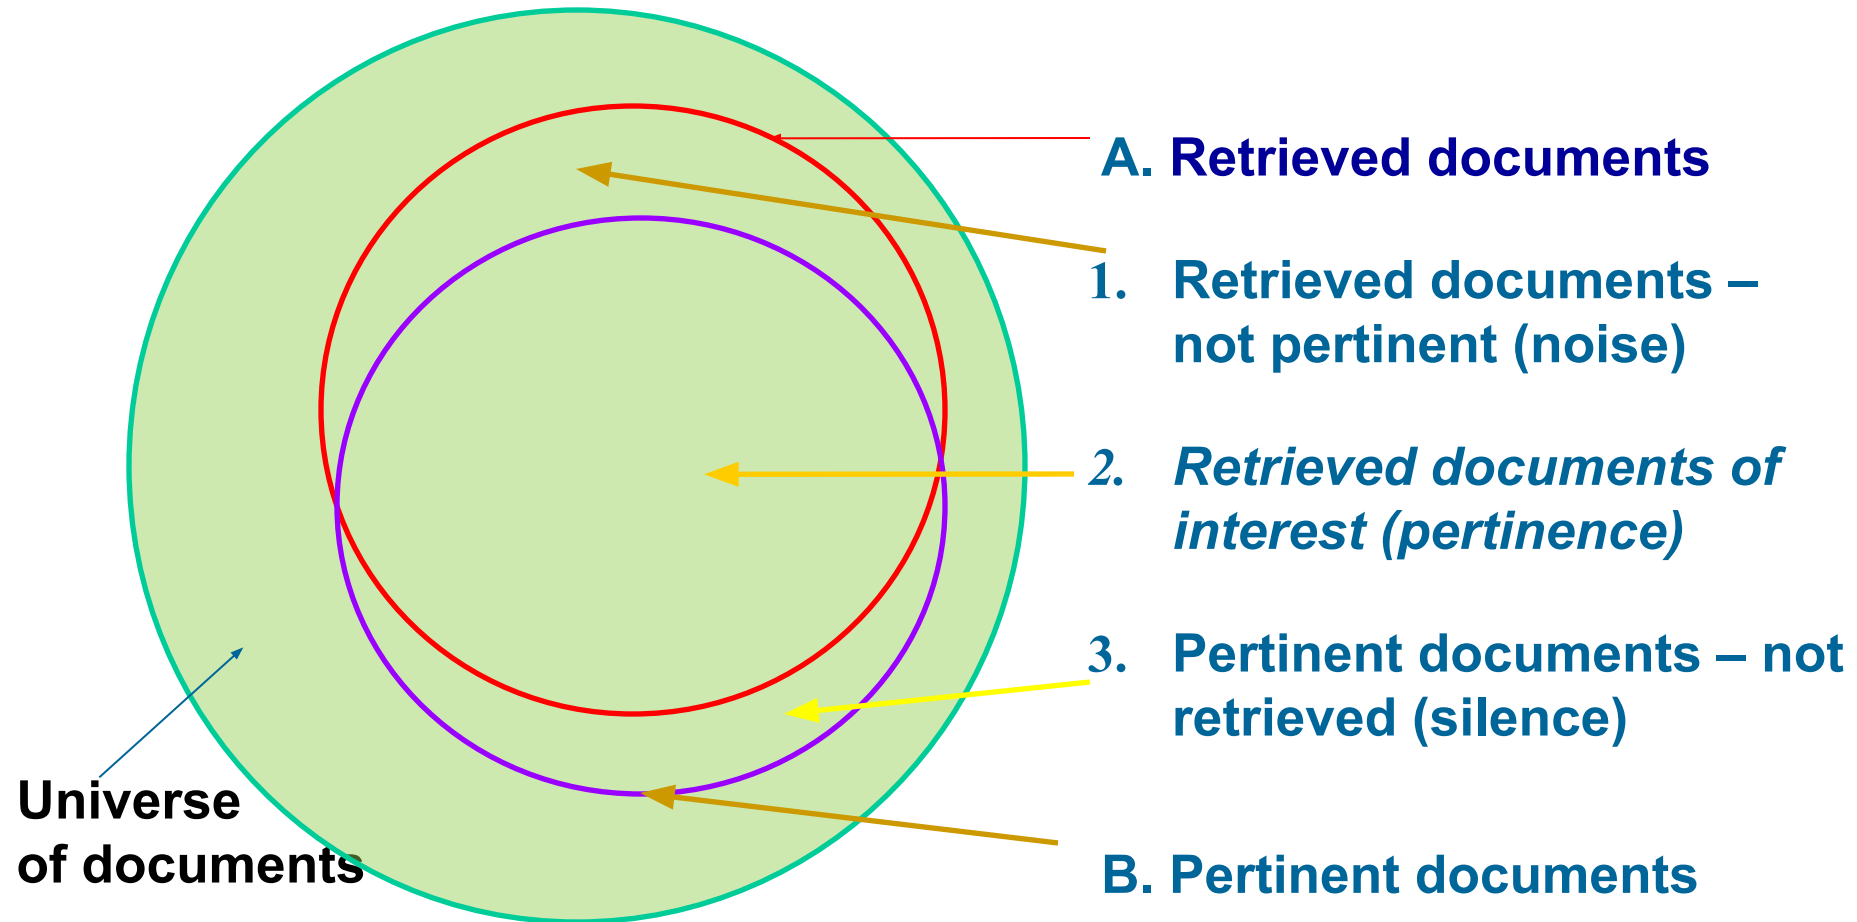 A. Retrieved documents
1. Retrieved documents –
not pertinent (noise)
2. Retrieved documents of
interest (pertinence)
3. Pertinent documents – not
retrieved (silence)
Universe
of documents
B. Pertinent documents